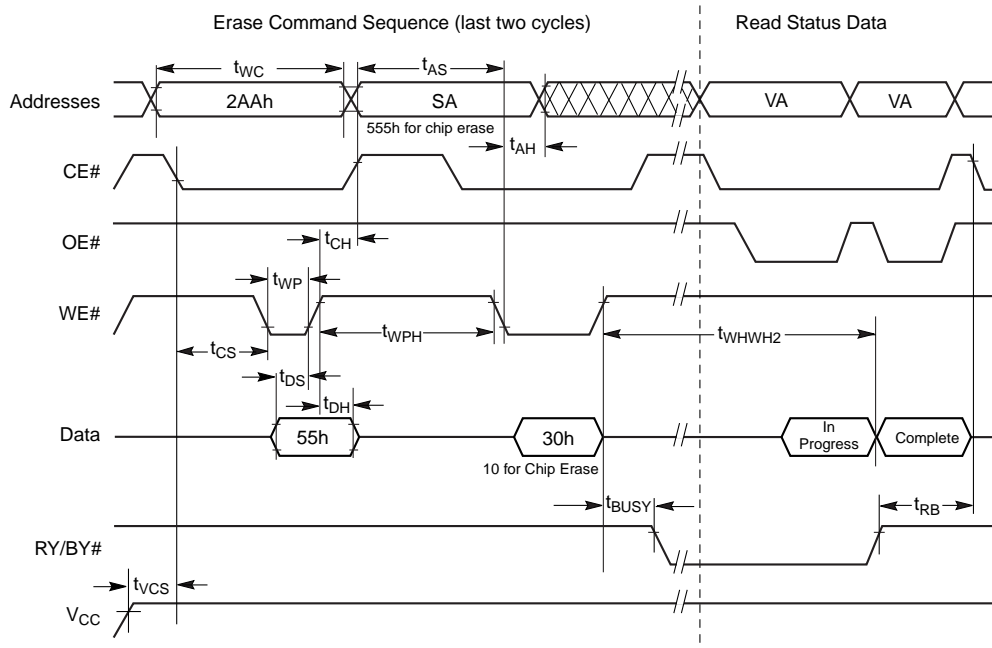 Erase Command Sequence (last two cycles)
Read Status Data
tWC
tAS
Addresses
2AAh
SA
VA
VA
555h for chip erase
tAH
CE#
OE#
tCH
tWP
WE#
tWPH
tWHWH2
tCS
tDS
tDH
Data
55h
30h
In
Progress
Complete
10 for Chip Erase
tBUSY
tRB
RY/BY#
tVCS
VCC